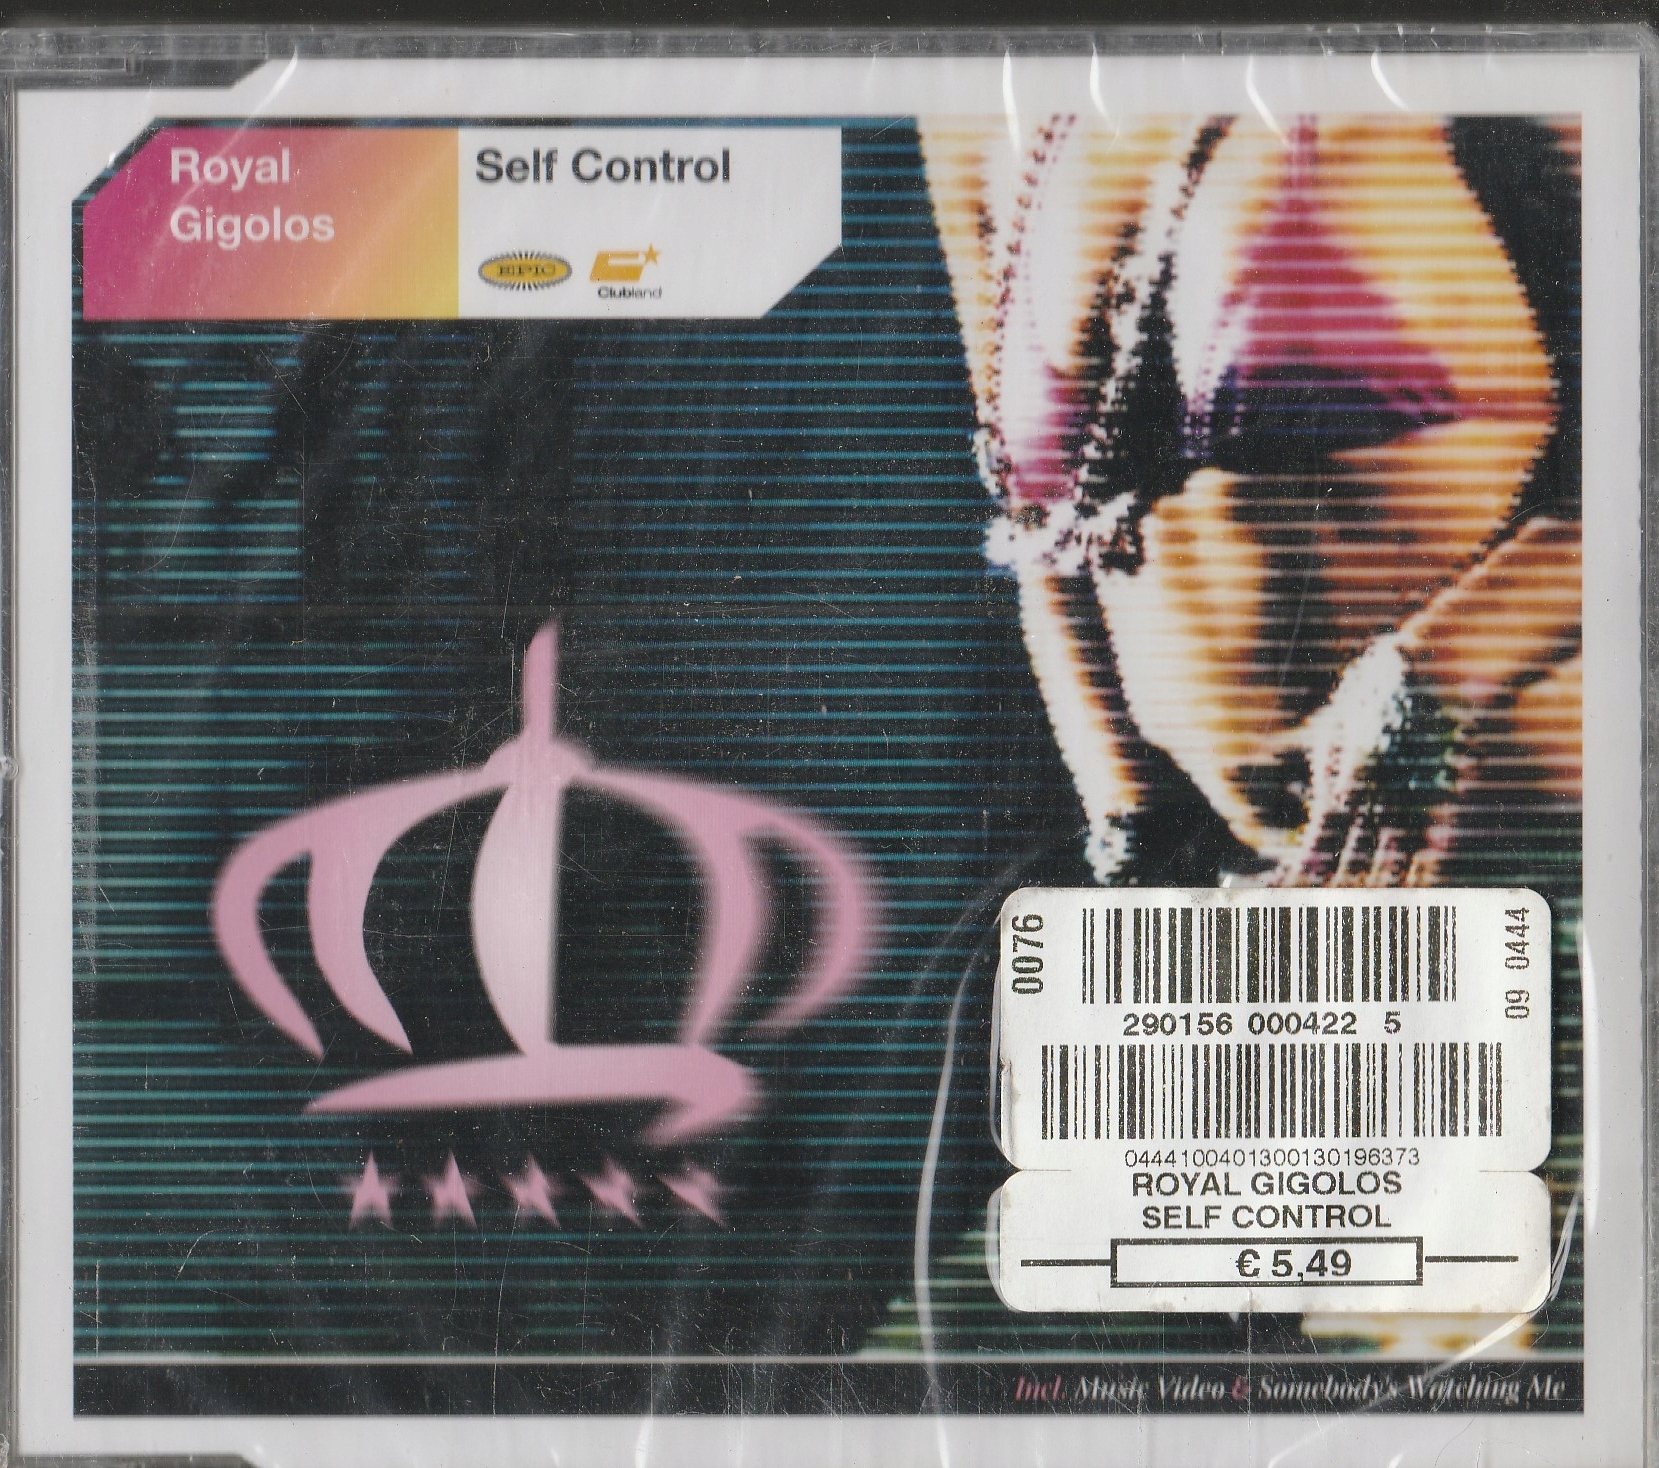 Royal
Gigolos
Self Control
EPIC
Clubland
0076
09 0444
290156 000422 5
04441004013001301963​73
ROYAL GIGOLOS
SELF CONTROL
€ 5,49
Incl. Music Video & Somebody's Watching Me